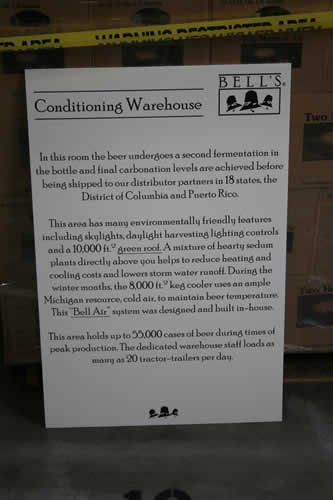 WARNING RESTRICTED AREA
BELL'S
Conditioning Warehouse
In this room the beer undergoes a second fermentation in
the bottle and final carbonation levels are achieved before
being shipped to our distributor partners in 18 states, the
District of Columbia and Puerto Rico.
This area has many environmentally friendly features
including skylights, daylight harvesting lighting controls
and a 10,000 ft.² green roof. A mixture of hearty sedum
plants directly above you helps to reduce heating and
cooling costs and lowers storm water runoff. During the
winter months, the 8,000 ft.² keg cooler uses an ample
Michigan resource, cold air, to maintain beer temperature.
This "Bell Air" system was designed and built in-house.
This area holds up to 55,000 cases of beer during times of
peak production. The dedicated warehouse staff loads as
many as 20 tractor-trailers per day.
Two